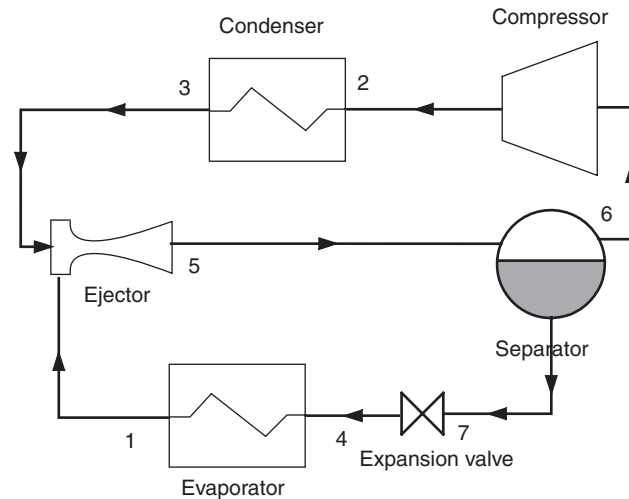 Compressor
Condenser
3
2
6
5
Ejector
Separator
1
4
7
Expansion valve
Evaporator